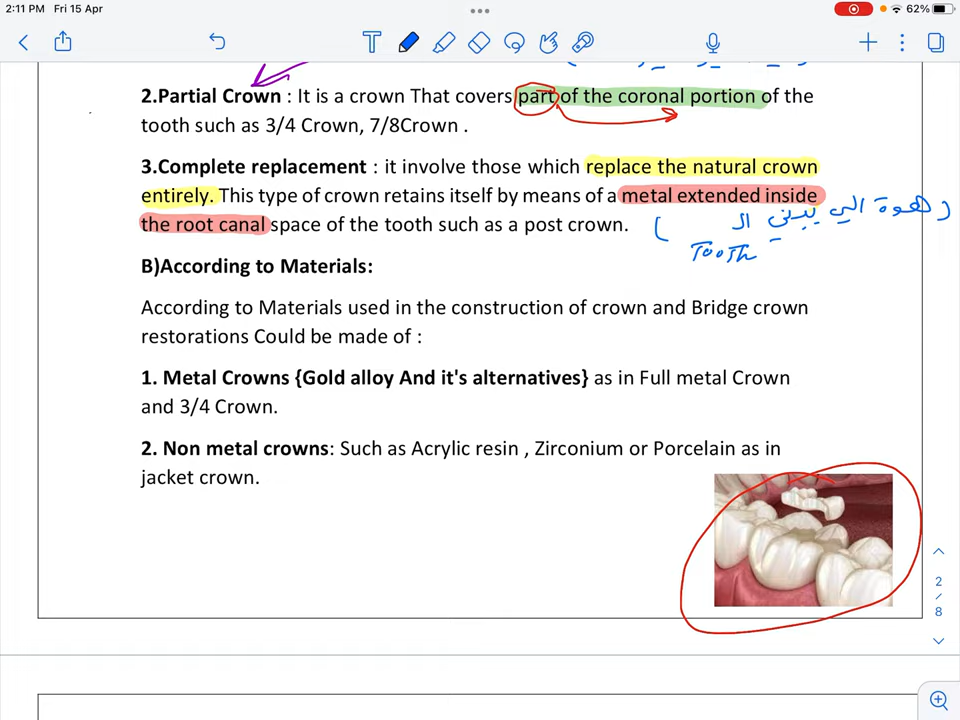 2:11 PM Fri 15 Apr
62%
2.Partial Crown : It is a crown That covers part of the coronal portion of the
tooth such as 3/4 Crown, 7/8Crown .
3.Complete replacement : it involve those which replace the natural crown
entirely. This type of crown retains itself by means of a metal extended inside
the root canal space of the tooth such as a post crown.
( هوة الي يبني ال
Tooth )
B)According to Materials:
According to Materials used in the construction of crown and Bridge crown
restorations Could be made of :
1. Metal Crowns {Gold alloy And it's alternatives} as in Full metal Crown
and 3/4 Crown.
2. Non metal crowns: Such as Acrylic resin , Zirconium or Porcelain as in
jacket crown.
2
/
8